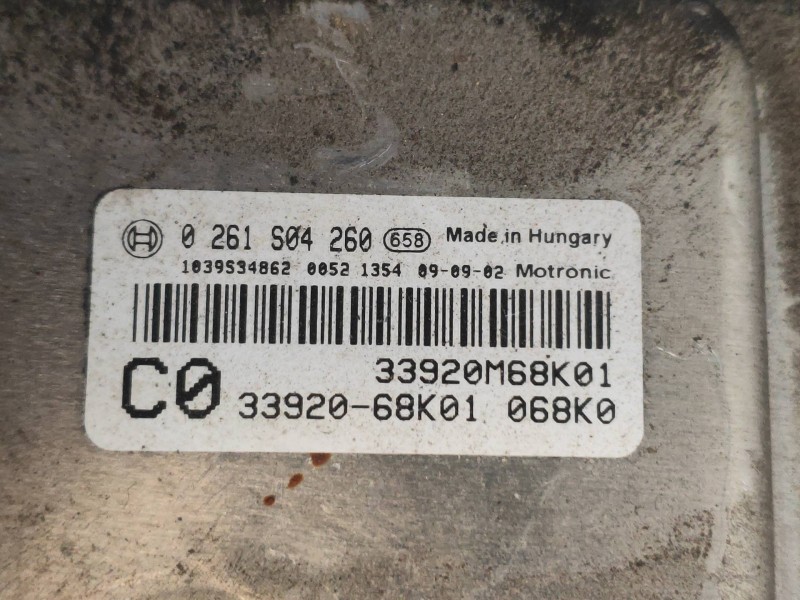 0 261 S04 260 658 Made in Hungary
1039S34862 0052 1354 09-09-02 Motronic
33920M68K01
C0 33920-68K01 068K0